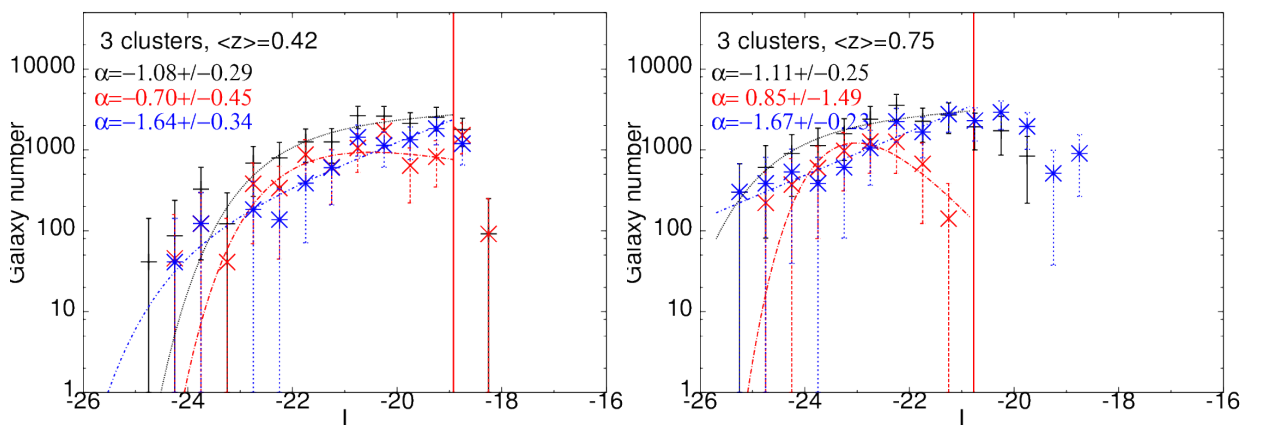 3 clusters, <z>=0.42
α=−1.08+/−0.29
α=−0.70+/−0.45
α=−1.64+/−0.34
Galaxy number
10000
1000
100
10
1
-26 -24 -22 -20 -18 -16
I
3 clusters, <z>=0.75
α=−1.11+/−0.25
α= 0.85+/−1.49
α=−1.67+/−0.23
Galaxy number
10000
1000
100
10
1
-26 -24 -22 -20 -18 -16
I